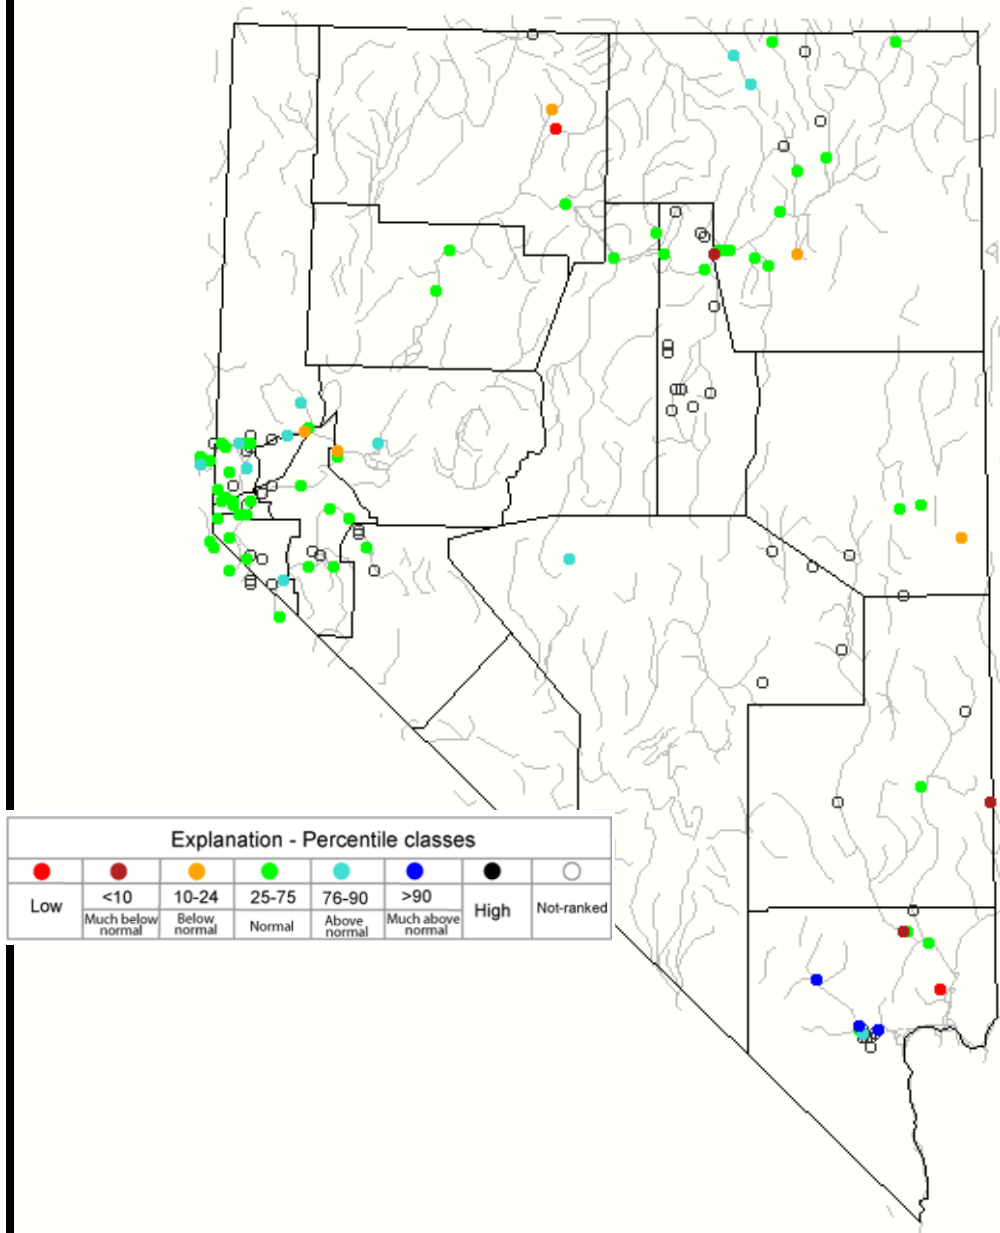 Explanation - Percentile classes
Low
<10
10-24
25-75
76-90
>90
High
Not-ranked
Much below
normal
Below
normal
Normal
Above
normal
Much above
normal